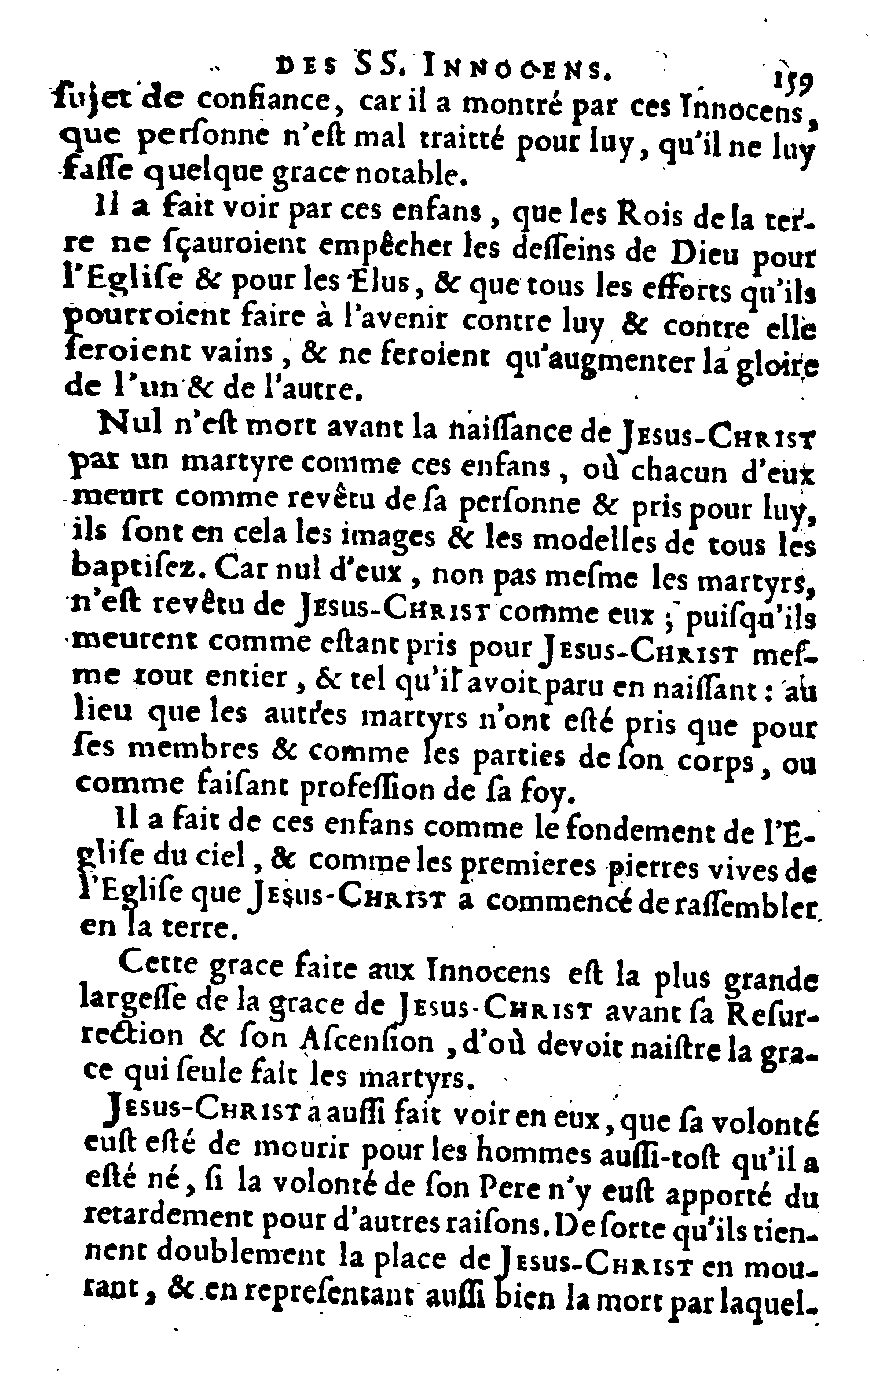 DES SS. INNOCENS. 159
ſujet de confiance, car il a montré par ces Innocens,
que perſonne n'eſt mal traitté pour luy, qu'il ne luy
faſſe quelque grace notable.
Il a fait voir par ces enfans, que les Rois de la ter-
re ne ſçauroient empêcher les deſſeins de Dieu pour
l'Egliſe & pour les Elus, & que tous les efforts qu'ils
pourroient faire à l'avenir contre luy & contre elle
ſeroient vains, & ne feroient qu'augmenter la gloire
de l'un & de l'autre.
Nul n'eſt mort avant la naiſſance de JESUS-CHRIST
par un martyre comme ces enfans, où chacun d'eux
meurt comme revêtu de ſa perſonne & pris pour luy,
ils ſont en cela les images & les modelles de tous les
baptiſez. Car nul d'eux, non pas meſme les martyrs,
n'eſt revêtu de JESUS-CHRIST comme eux; puiſqu'ils
meurent comme eſtant pris pour JESUS-CHRIST meſ-
me tout entier, & tel qu'il avoit paru en naiſſant: au
lieu que les autres martyrs n'ont eſté pris que pour
ſes membres & comme les parties de ſon corps, ou
comme faiſant profeſſion de ſa foy.
Il a fait de ces enfans comme le fondement de l'E-
gliſe du ciel, & comme les premieres pierres vives de
l'Egliſe que JESUS-CHRIST a commencé de raſſembler
en la terre.
Cette grace faite aux Innocens eſt la plus grande
largeſſe de la grace de JESUS-CHRIST avant ſa Reſur-
rection & ſon Aſcenſion, d'où devoit naiſtre la gra-
ce qui ſeule fait les martyrs.
JESUS-CHRIST a auſſi fait voir en eux, que ſa volonté
euſt eſté de mourir pour les hommes auſſi-toſt qu'il a
eſté né, ſi la volonté de ſon Pere n'y euſt apporté du
retardement pour d'autres raiſons. De ſorte qu'ils tien-
nent doublement la place de JESUS-CHRIST en mou-
rant, & en repreſentant auſſi bien la mort par laquel-